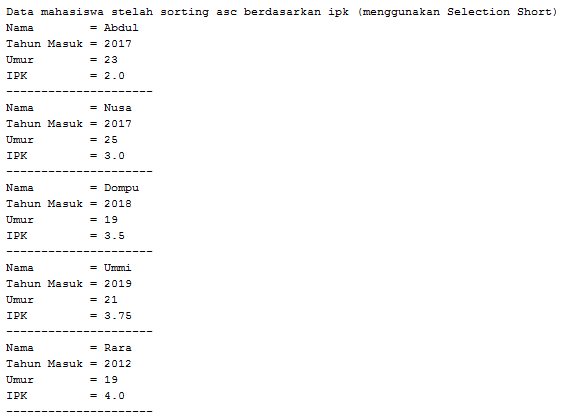 Data mahasiswa stelah sorting asc berdasarkan ipk (menggunakan Selection Short)
Nama        = Abdul
Tahun Masuk = 2017
Umur        = 23
IPK         = 2.0
---------------------
Nama        = Nusa
Tahun Masuk = 2017
Umur        = 25
IPK         = 3.0
---------------------
Nama        = Dompu
Tahun Masuk = 2018
Umur        = 19
IPK         = 3.5
---------------------
Nama        = Ummi
Tahun Masuk = 2019
Umur        = 21
IPK         = 3.75
---------------------
Nama        = Rara
Tahun Masuk = 2012
Umur        = 19
IPK         = 4.0
---------------------